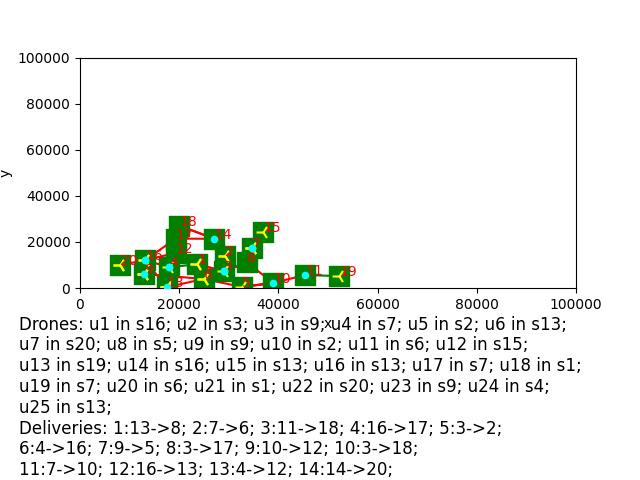 100000
80000
60000
y
40000
20000
0
18
15
14
12
19
0
20000
40000
60000
80000
100000
x
Drones: u1 in s16; u2 in s3; u3 in s9; u4 in s7; u5 in s2; u6 in s13;
u7 in s20; u8 in s5; u9 in s9; u10 in s2; u11 in s6; u12 in s15;
u13 in s19; u14 in s16; u15 in s13; u16 in s13; u17 in s7; u18 in s1;
u19 in s7; u20 in s6; u21 in s1; u22 in s20; u23 in s9; u24 in s4;
u25 in s13;
Deliveries: 1:13->8; 2:7->6; 3:11->18; 4:16->17; 5:3->2;
6:4->16; 7:9->5; 8:3->17; 9:10->12; 10:3->18;
11:7->10; 12:16->13; 13:4->12; 14:14->20;